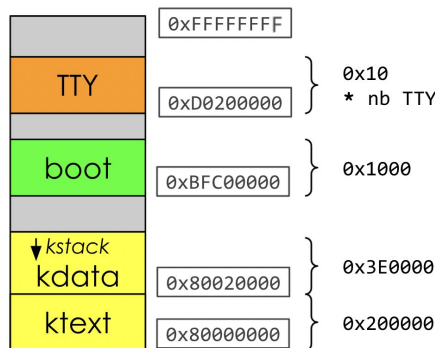 0xFFFFFFFF
TTY
0x10
* nb TTY
0xD0200000
boot
0x1000
0xBFC00000
kstack
kdata
0x3E0000
0x80020000
ktext
0x200000
0x80000000